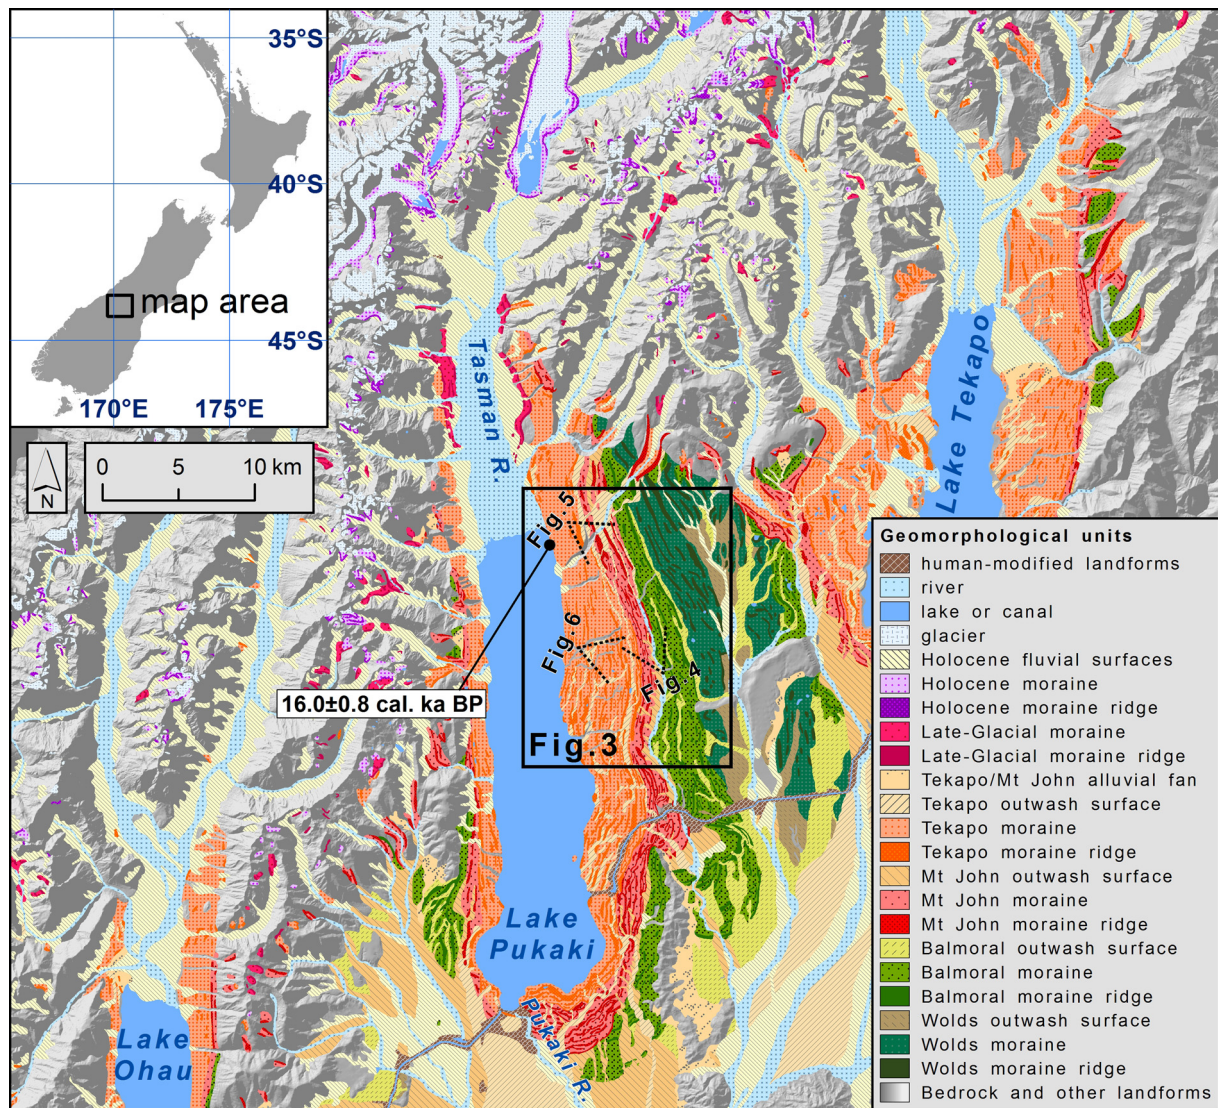 35°S
40°S
map area
45°S
170°E
175°E
N
0
5
10 km
Tasman R.
Lake Tekapo
Fig.5
Fig.6
Fig.4
16.0±0.8 cal. ka BP
Fig.3
Lake
Pukaki
Pukaki R.
Lake
Ohau
Geomorphological units
human-modified landforms
river
lake or canal
glacier
Holocene fluvial surfaces
Holocene moraine
Holocene moraine ridge
Late-Glacial moraine
Late-Glacial moraine ridge
Tekapo/Mt John alluvial fan
Tekapo outwash surface
Tekapo moraine
Tekapo moraine ridge
Mt John outwash surface
Mt John moraine
Mt John moraine ridge
Balmoral outwash surface
Balmoral moraine
Balmoral moraine ridge
Wolds outwash surface
Wolds moraine
Wolds moraine ridge
Bedrock and other landforms